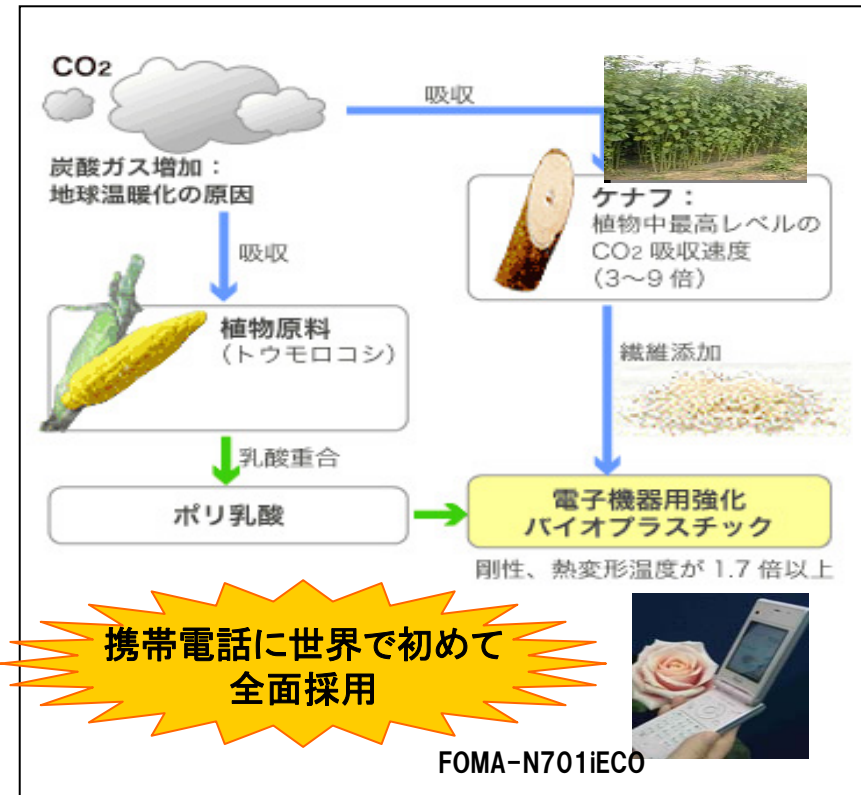 CO2
炭酸ガス増加：
地球温暖化の原因
吸収
吸収
ケナフ：
植物中最高レベルの
CO2 吸収速度
（3～9 倍）
植物原料
（トウモロコシ）
繊維添加
乳酸重合
ポリ乳酸
電子機器用強化
バイオプラスチック
剛性、熱変形温度が 1.7 倍以上
携帯電話に世界で初めて
全面採用
FOMA-N701iECO